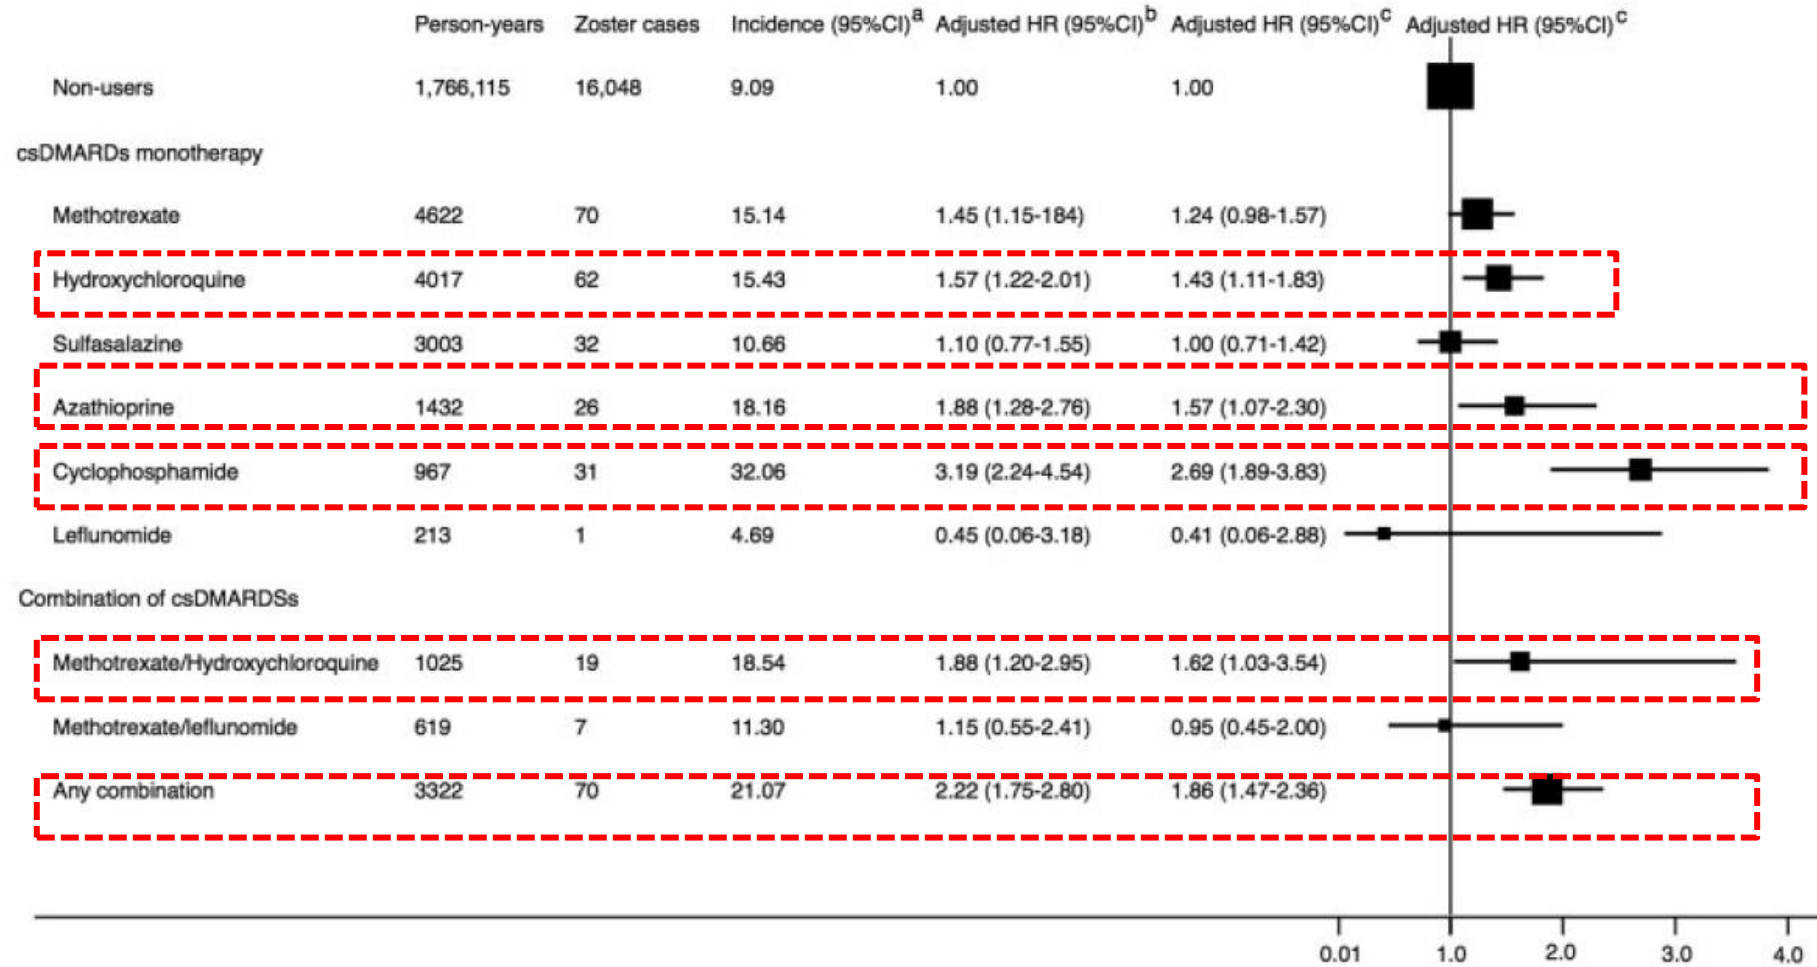 Person-years Zoster cases Incidence (95%CI)a Adjusted HR (95%CI)b Adjusted HR (95%CI)c Adjusted HR (95%CI)c
Non-users 1,766,115 16,048 9.09 1.00 1.00
csDMARDs monotherapy
Methotrexate 4622 70 15.14 1.45 (1.15-184) 1.24 (0.98-1.57)
Hydroxychloroquine 4017 62 15.43 1.57 (1.22-2.01) 1.43 (1.11-1.83)
Sulfasalazine 3003 32 10.66 1.10 (0.77-1.55) 1.00 (0.71-1.42)
Azathioprine 1432 26 18.16 1.88 (1.28-2.76) 1.57 (1.07-2.30)
Cyclophosphamide 967 31 32.06 3.19 (2.24-4.54) 2.69 (1.89-3.83)
Leflunomide 213 1 4.69 0.45 (0.06-3.18) 0.41 (0.06-2.88)
Combination of csDMARDSs
Methotrexate/Hydroxychloroquine 1025 19 18.54 1.88 (1.20-2.95) 1.62 (1.03-3.54)
Methotrexate/leflunomide 619 7 11.30 1.15 (0.55-2.41) 0.95 (0.45-2.00)
Any combination 3322 70 21.07 2.22 (1.75-2.80) 1.86 (1.47-2.36)
0.01 1.0 2.0 3.0 4.0